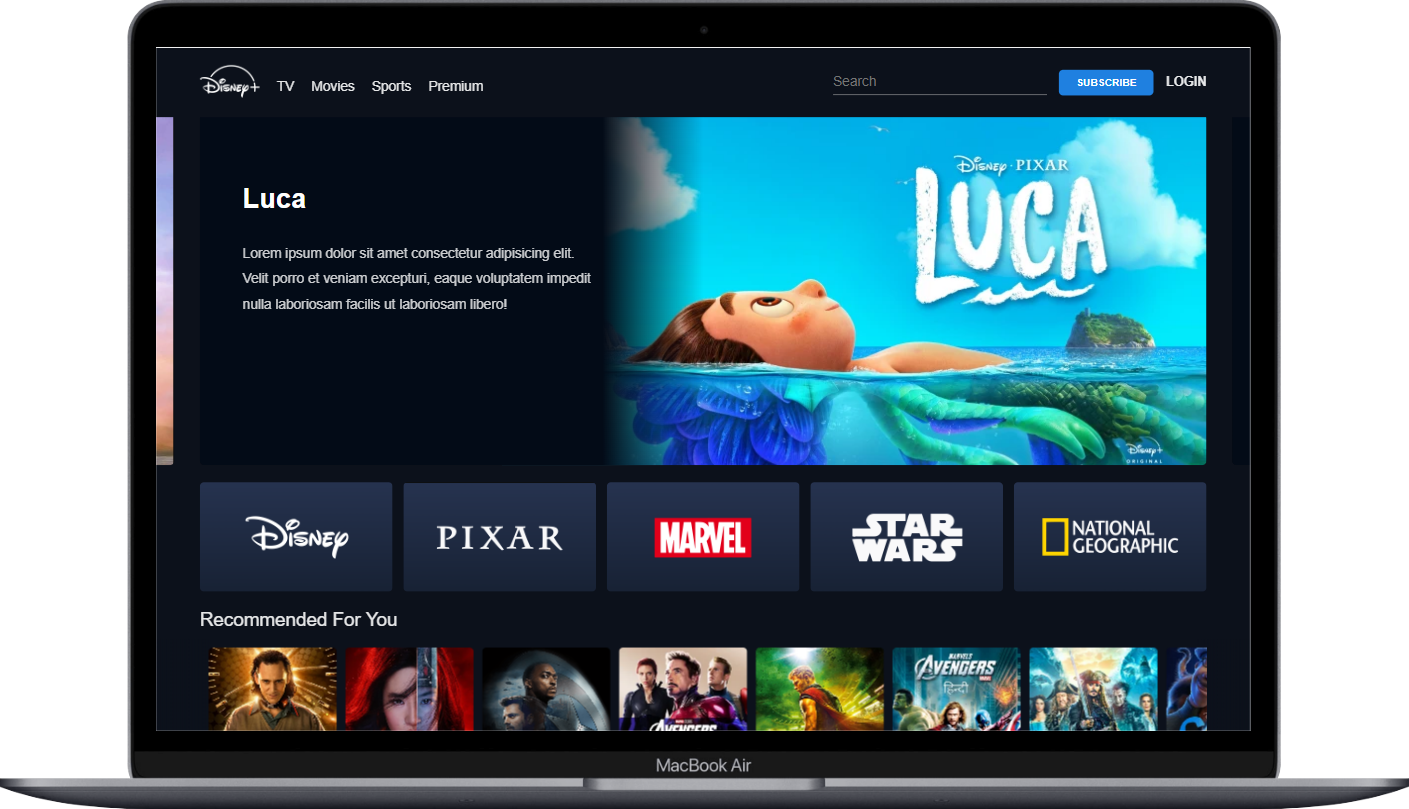 Disney+
TV
Movies
Sports
Premium
Search
SUBSCRIBE
LOGIN
Luca
Lorem ipsum dolor sit amet consectetur adipisicing elit.
Velit porro et veniam excepturi, eaque voluptatem impedit
nulla laboriosam facilis ut laboriosam libero!
Disney · PIXAR
LUCA
Disney+
ORIGINAL
Disney
PIXAR
MARVEL
STAR
WARS
NATIONAL
GEOGRAPHIC
Recommended For You
AVENGERS
MARVEL'S
AVENGERS
हिन्दी
MacBook Air